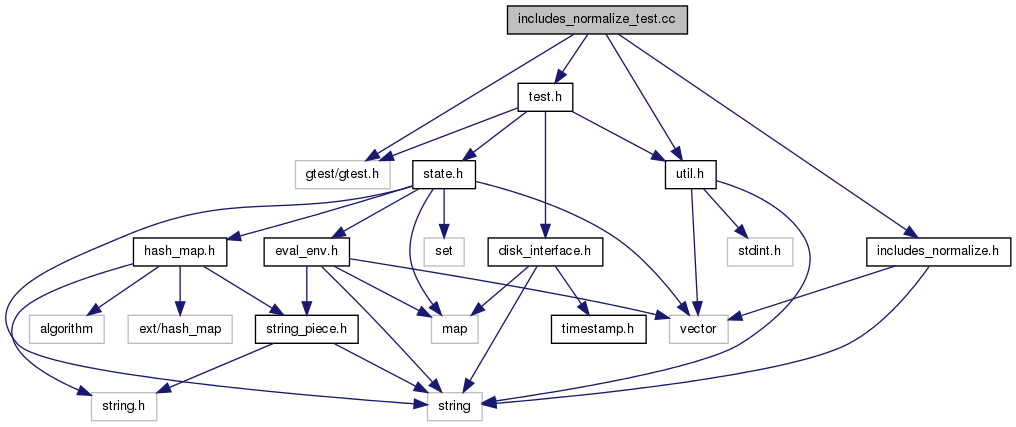 includes_normalize_test.cc
test.h
gtest/gtest.h
state.h
util.h
hash_map.h
eval_env.h
set
disk_interface.h
stdint.h
includes_normalize.h
algorithm
ext/hash_map
string_piece.h
map
timestamp.h
vector
string.h
string